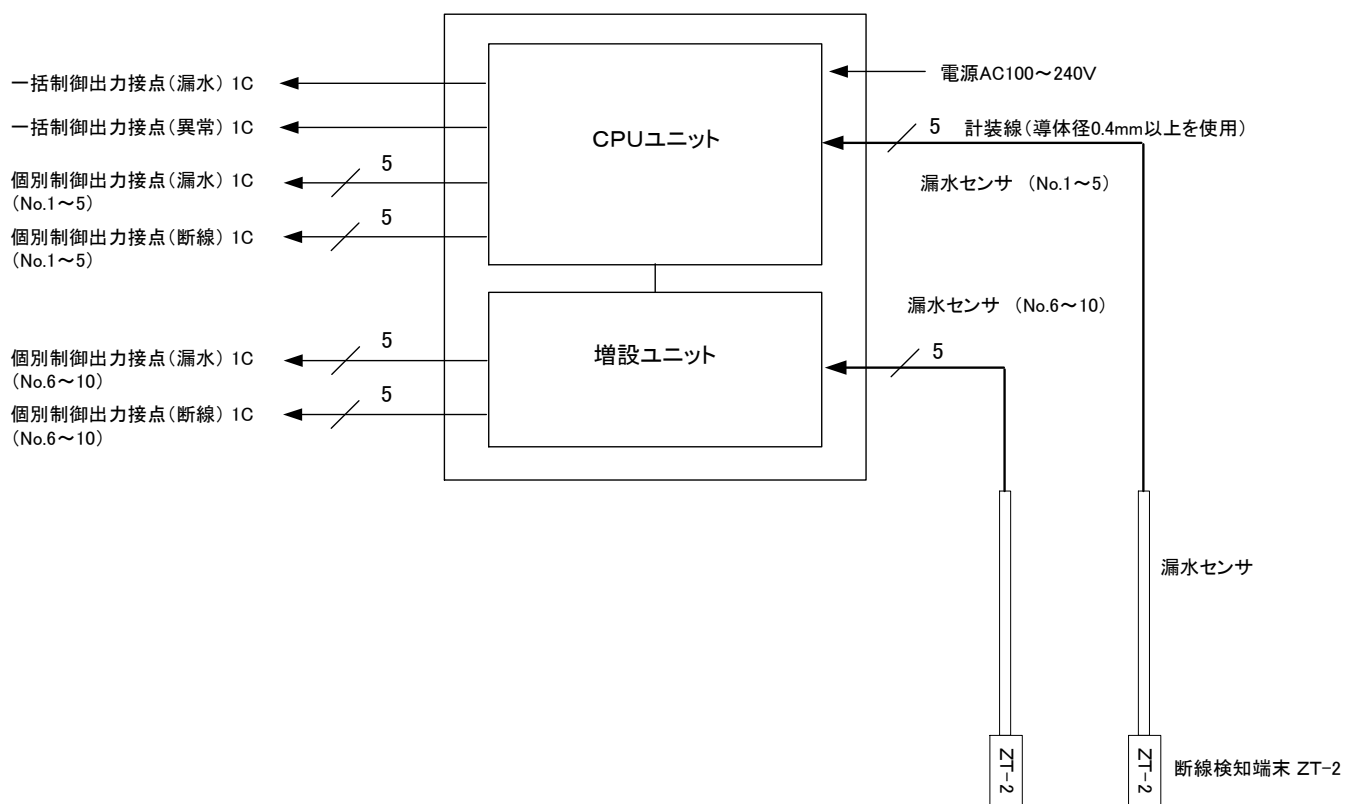 一括制御出力接点(漏水) 1C
一括制御出力接点(異常) 1C
個別制御出力接点(漏水) 1C
(No.1～5)
5
個別制御出力接点(断線) 1C
(No.1～5)
5
個別制御出力接点(漏水) 1C
(No.6～10)
5
個別制御出力接点(断線) 1C
(No.6～10)
5
CPUユニット
増設ユニット
電源AC100～240V
5 計装線(導体径0.4mm以上を使用)
漏水センサ (No.1～5)
漏水センサ (No.6～10)
5
漏水センサ
ZT-2
ZT-2
断線検知端末 ZT-2